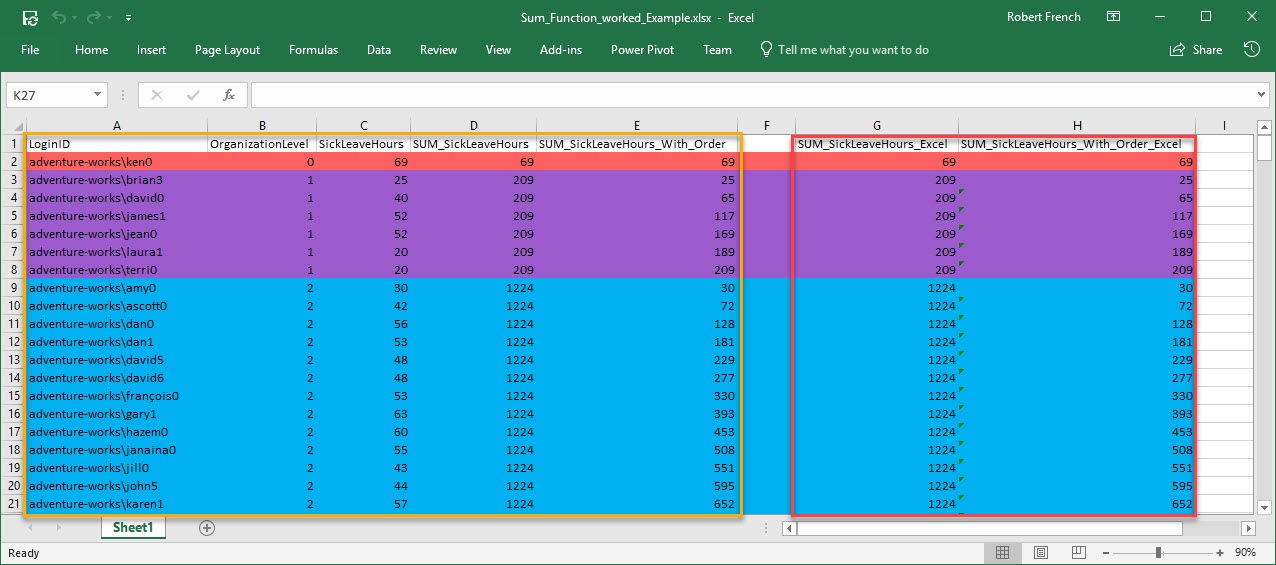 Sum_Function_worked_Example.xlsx - Excel Robert French
File Home Insert Page Layout Formulas Data Review View Add-ins Power Pivot Team Tell me what you want to do Share
K27 fx
A B C D E F G H I
1 LoginID OrganizationLevel SickLeaveHours SUM_SickLeaveHours SUM_SickLeaveHours_With_Order SUM_SickLeaveHours_Excel SUM_SickLeaveHours_With_Order_Excel
2 adventure-works\ken0 0 69 69 69 69 69
3 adventure-works\brian3 1 25 209 25 209 25
4 adventure-works\david0 1 40 209 65 209 65
5 adventure-works\james1 1 52 209 117 209 117
6 adventure-works\jean0 1 52 209 169 209 169
7 adventure-works\laura1 1 20 209 189 209 189
8 adventure-works\terri0 1 20 209 209 209 209
9 adventure-works\amy0 2 30 1224 30 1224 30
10 adventure-works\ascott0 2 42 1224 72 1224 72
11 adventure-works\dan0 2 56 1224 128 1224 128
12 adventure-works\dan1 2 53 1224 181 1224 181
13 adventure-works\david5 2 48 1224 229 1224 229
14 adventure-works\david6 2 48 1224 277 1224 277
15 adventure-works\françois0 2 53 1224 330 1224 330
16 adventure-works\gary1 2 63 1224 393 1224 393
17 adventure-works\hazem0 2 60 1224 453 1224 453
18 adventure-works\janaina0 2 55 1224 508 1224 508
19 adventure-works\jill0 2 43 1224 551 1224 551
20 adventure-works\john5 2 44 1224 595 1224 595
21 adventure-works\karen1 2 57 1224 652 1224 652
Sheet1
Ready 90%